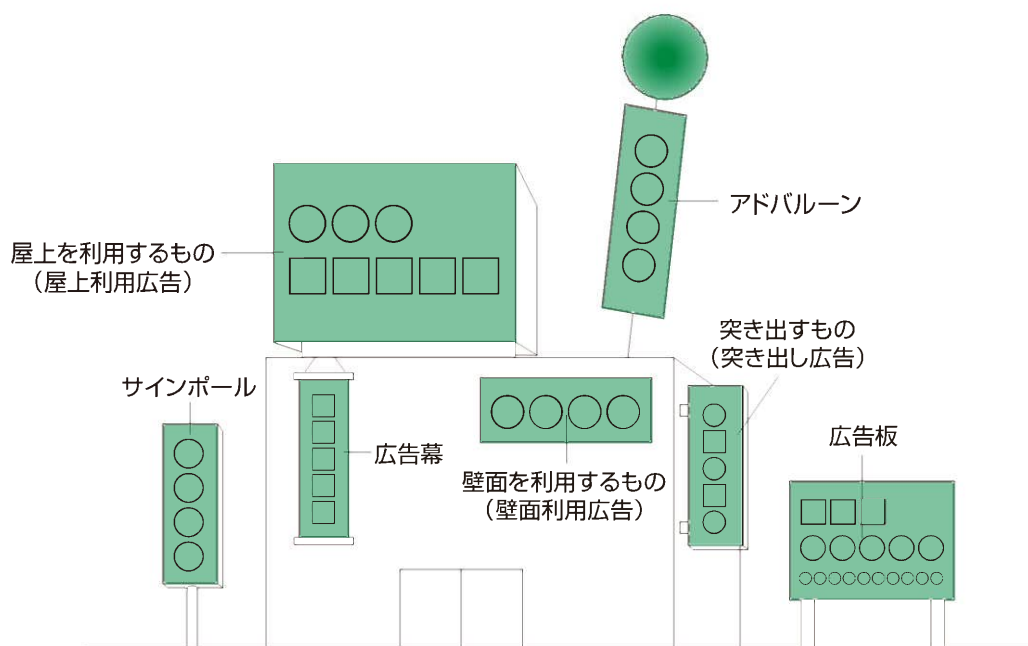 アドバルーン
屋上を利用するもの
（屋上利用広告）
突き出すもの
（突き出し広告）
サインポール
広告幕
広告板
壁面を利用するもの
（壁面利用広告）